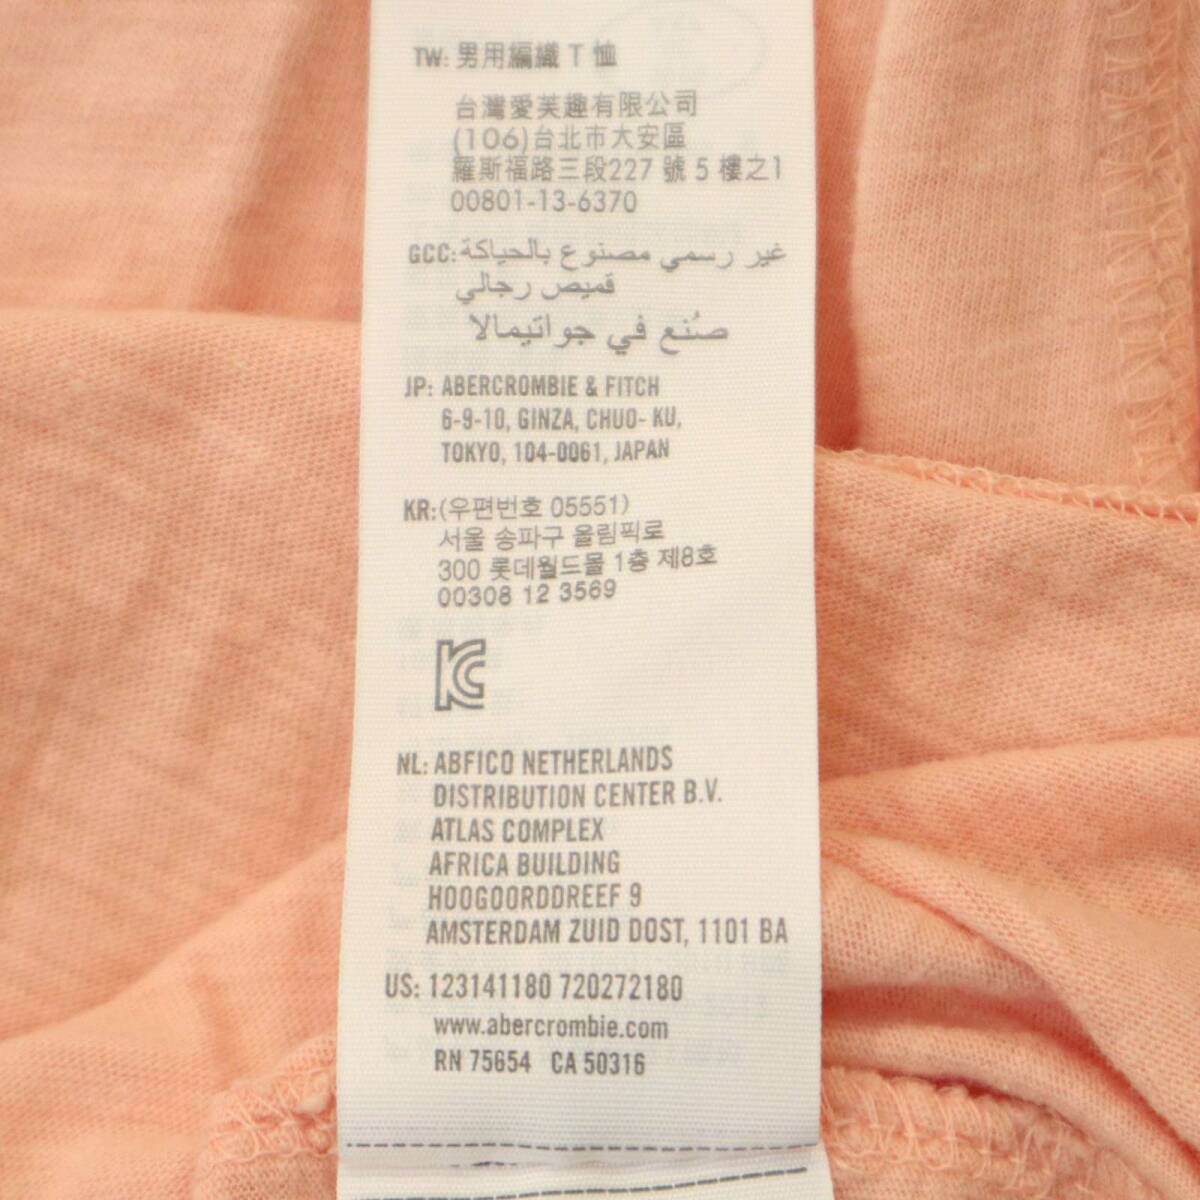 TW: 男用編織 T 恤
台灣愛芙趣有限公司
(106)台北市大安區
羅斯福路三段227 號 5 樓之1
00801-13-6370
GCC: غير رسمي مصنوع بالحياكة
قميص رجالي
صُنع في جواتيمالا
JP: ABERCROMBIE & FITCH
6-9-10, GINZA, CHUO- KU,
TOKYO, 104-0061, JAPAN
KR: (우편번호 05551)
서울 송파구 올림픽로
300 롯데월드몰 1층 제8호
00308 12 3569
KC
NL: ABFICO NETHERLANDS
DISTRIBUTION CENTER B.V.
ATLAS COMPLEX
AFRICA BUILDING
HOOGOORDDREEF 9
AMSTERDAM ZUID DOST, 1101 BA
US: 123141180 720272180
www.abercrombie.com
RN 75654 CA 50316